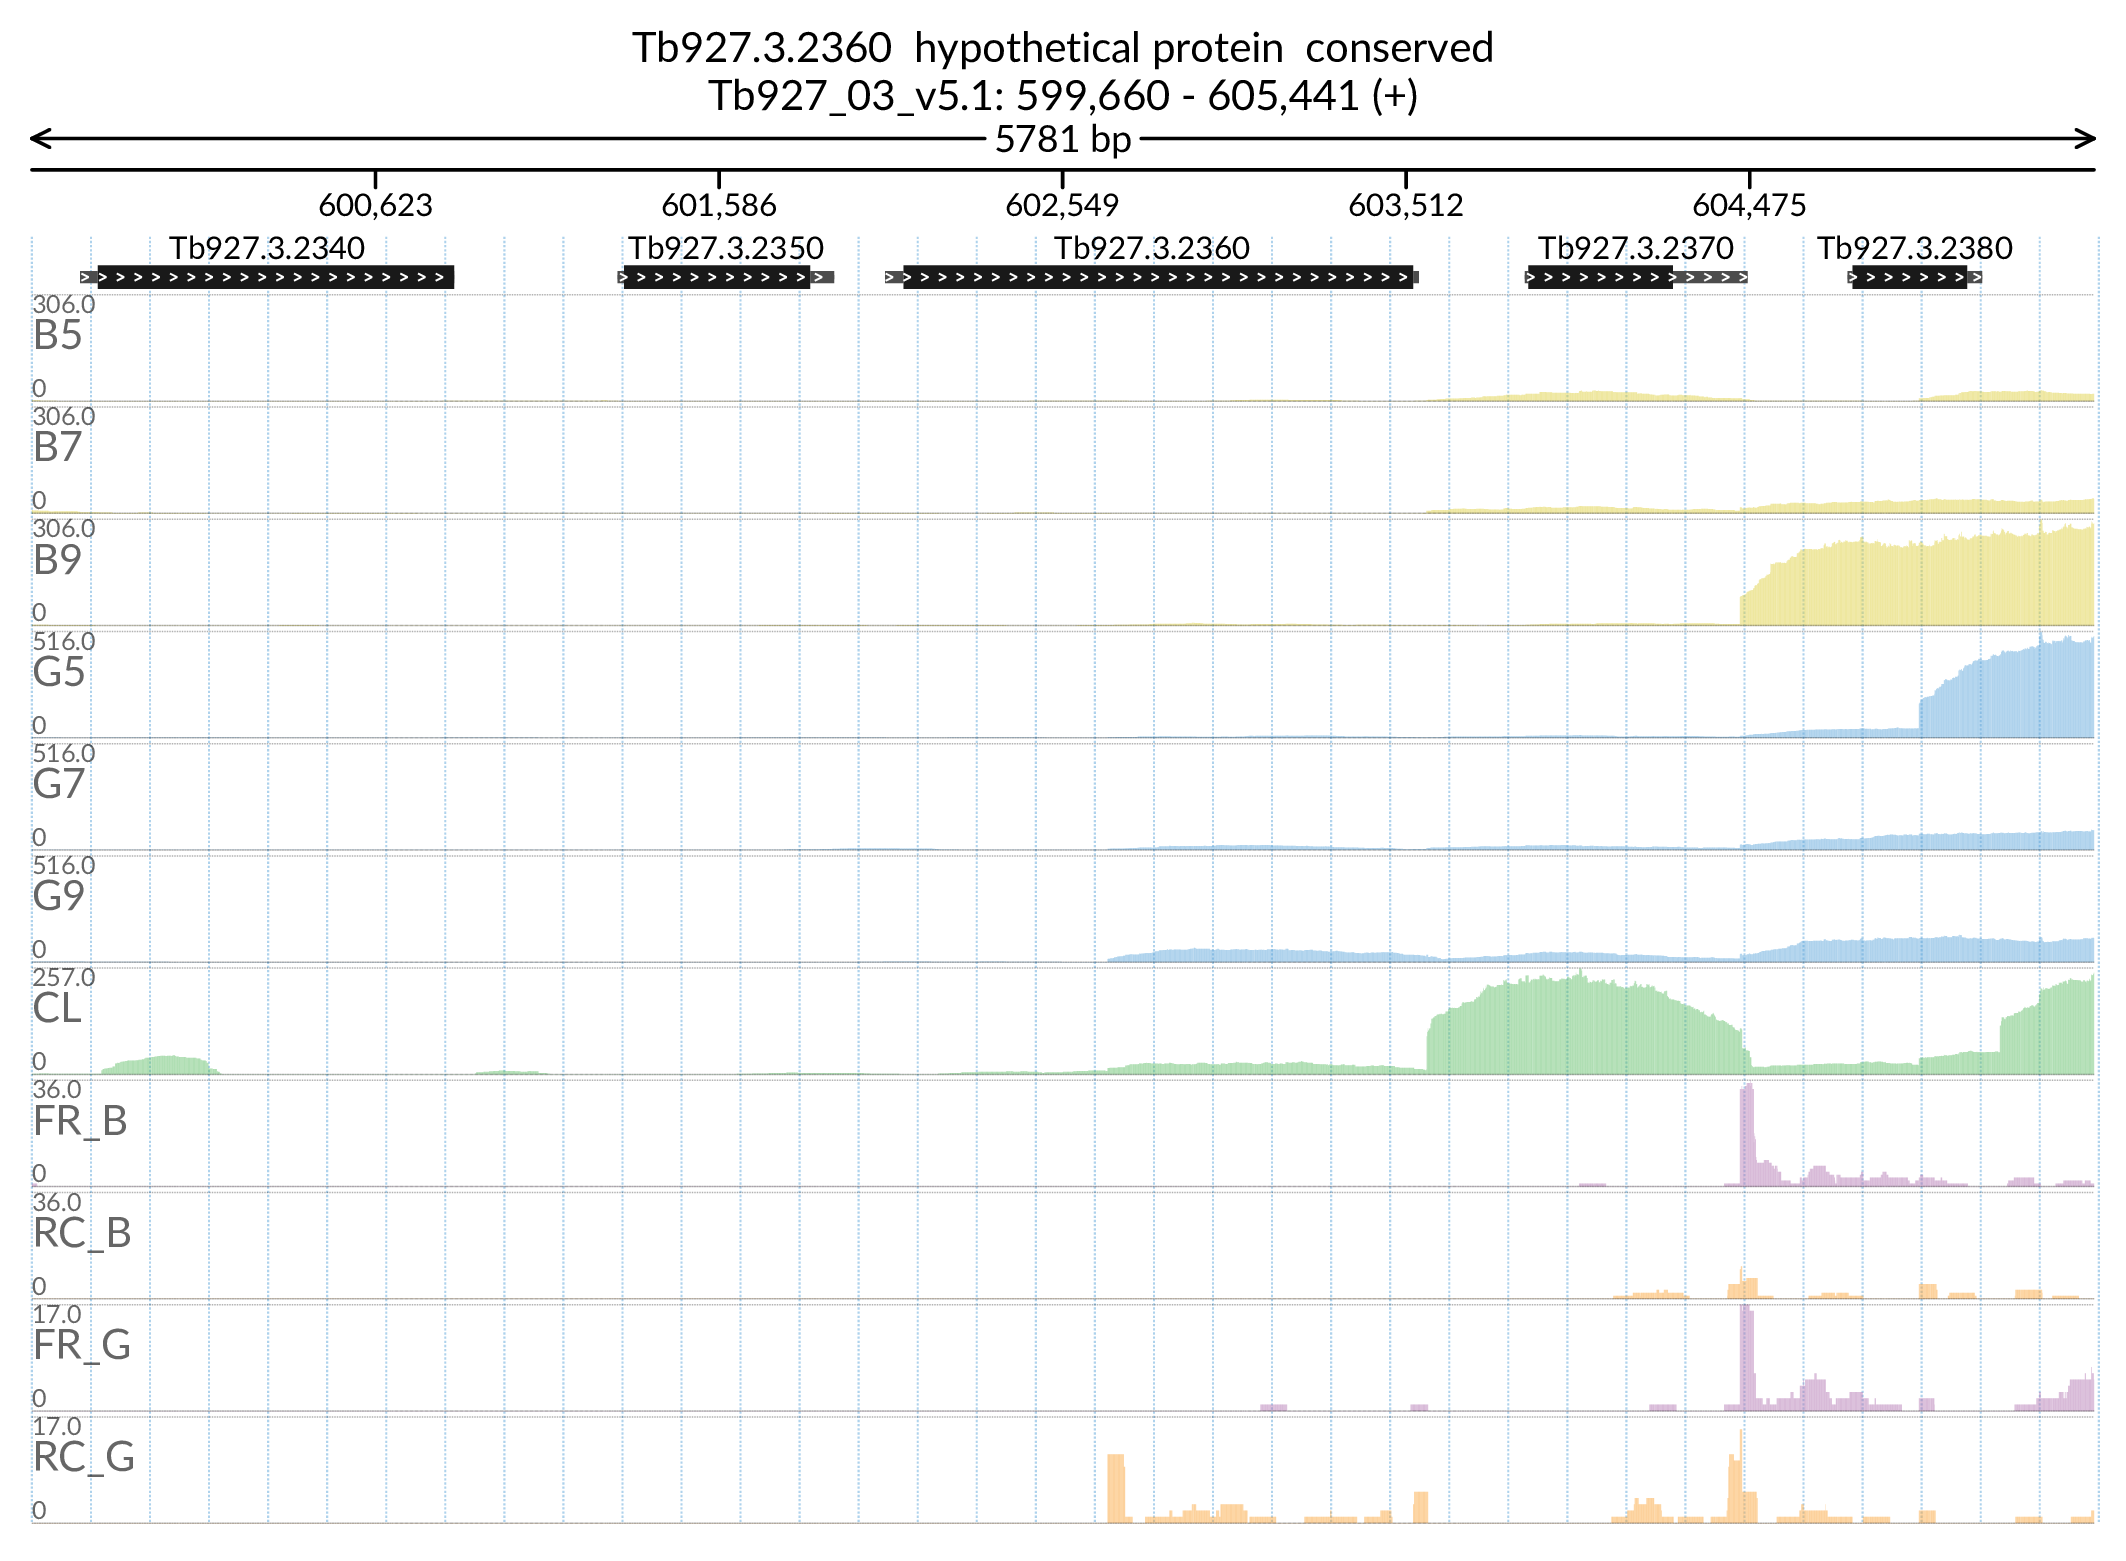 Tb927.3.2360  hypothetical protein  conserved
Tb927_03_v5.1: 599,660 - 605,441 (+)
5781 bp
600,623 601,586 602,549 603,512 604,475
Tb927.3.2340 Tb927.3.2350 Tb927.3.2360 Tb927.3.2370 Tb927.3.2380
306.0
B5
0
306.0
B7
0
306.0
B9
0
516.0
G5
0
516.0
G7
0
516.0
G9
0
257.0
CL
0
36.0
FR_B
0
36.0
RC_B
0
17.0
FR_G
0
17.0
RC_G
0